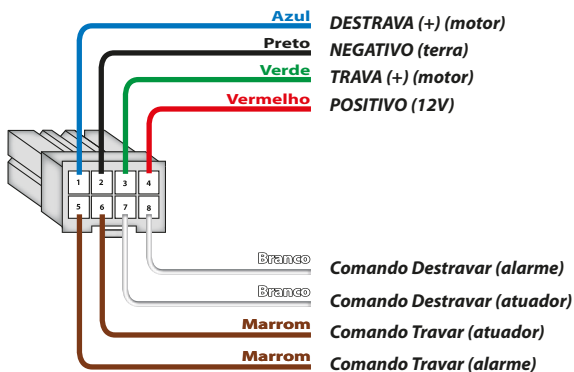 Azul DESTRAVA (+) (motor)
Preto NEGATIVO (terra)
Verde TRAVA (+) (motor)
Vermelho POSITIVO (12V)
1 2 3 4
5 6 7 8
Branco Comando Destravar (alarme)
Branco Comando Destravar (atuador)
Marrom Comando Travar (atuador)
Marrom Comando Travar (alarme)